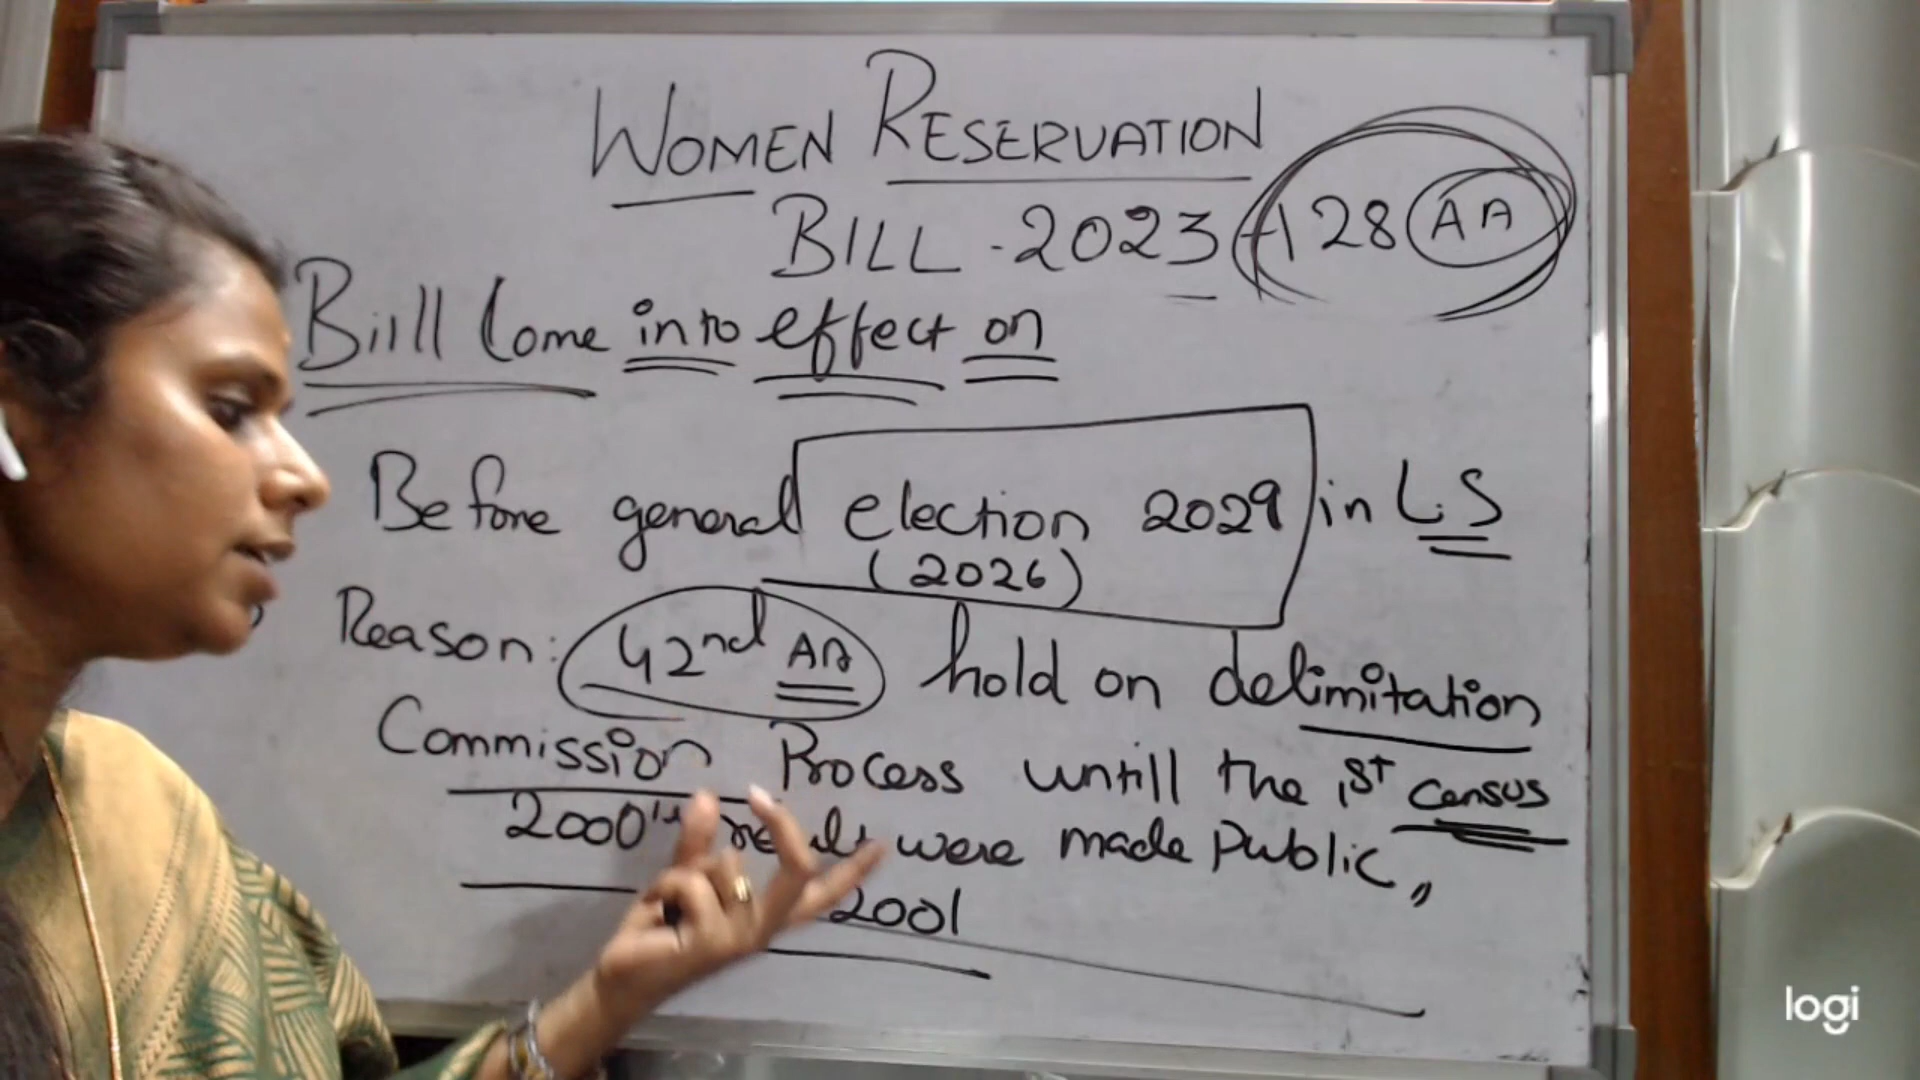 WOMEN RESERVATION
BILL - 2023 - 128 AA
Biill Come into effect on
Before general election 2029 in LS
(2026)
Reason: 42nd AA hold on delimitation
Commission Process untill the 1st census
2000's were made Public,,
2001
logi